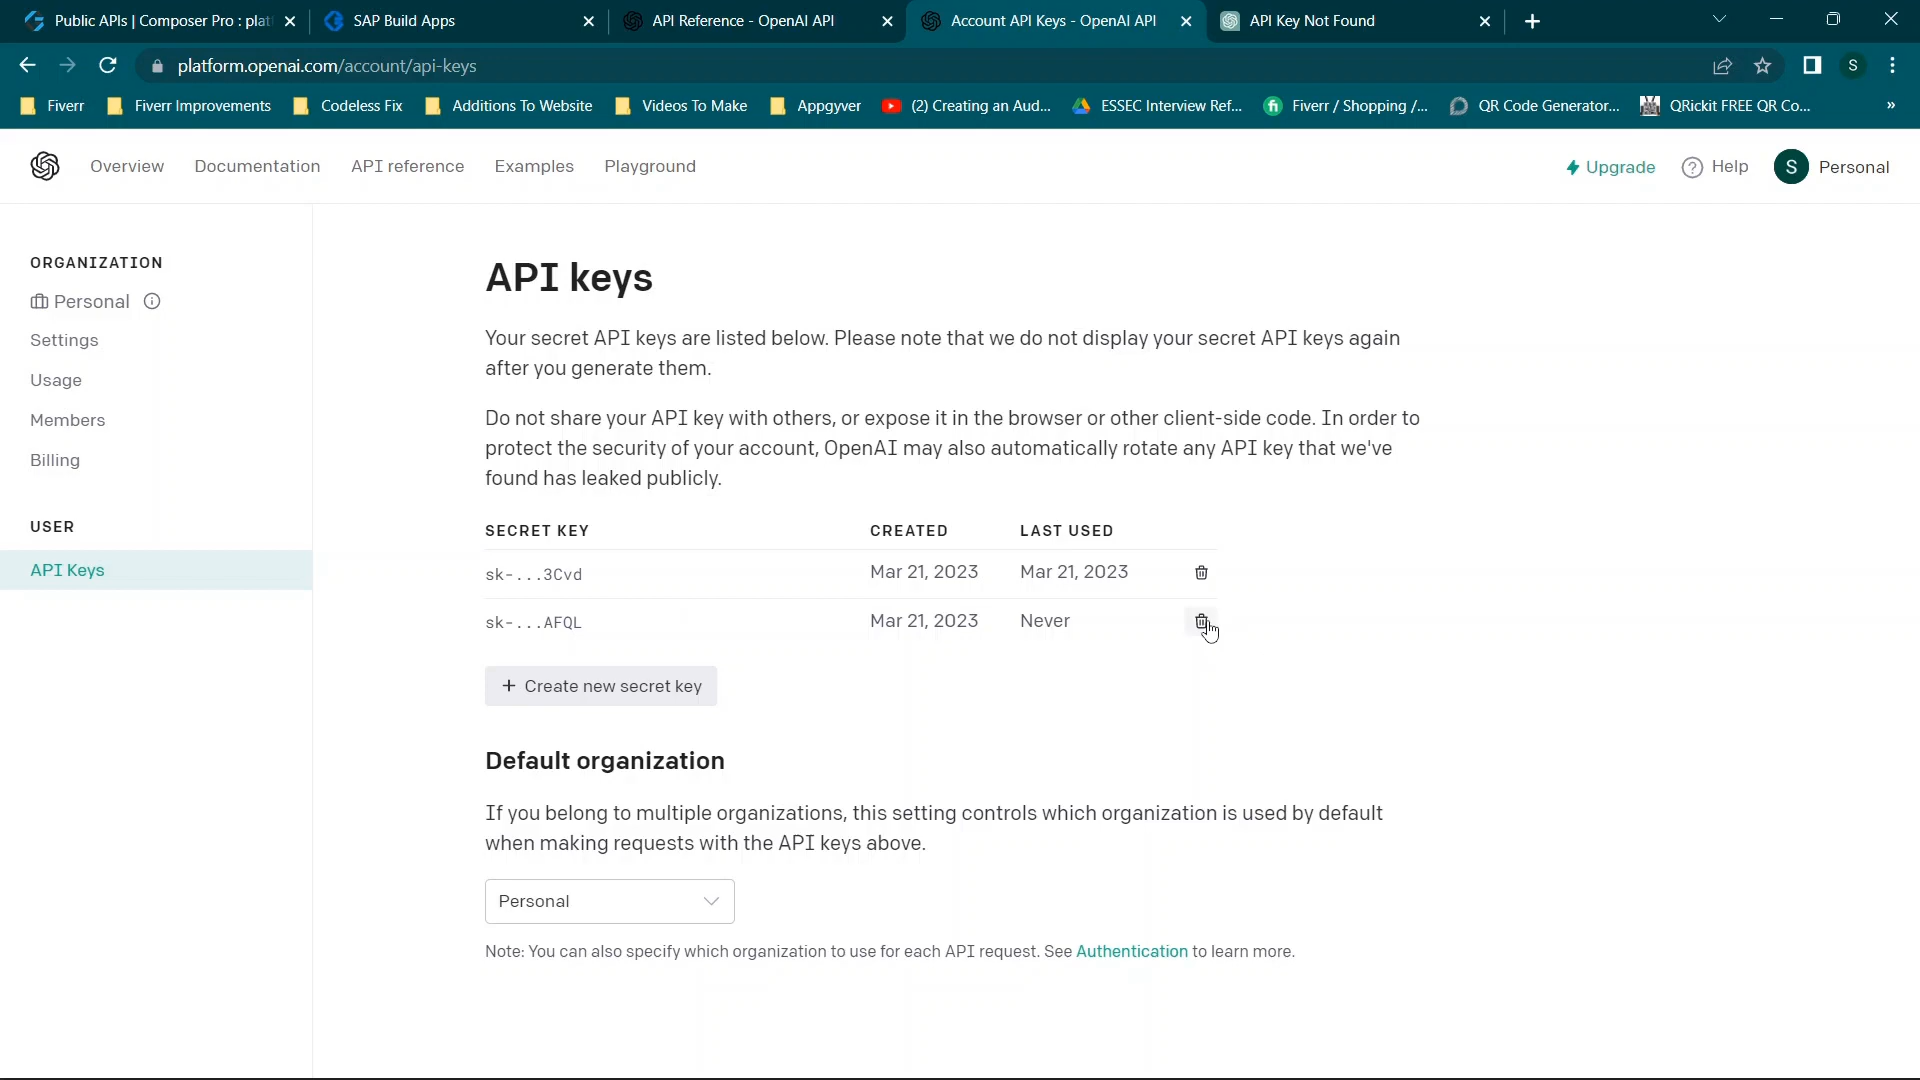 Public APIs | Composer Pro : plat
SAP Build Apps
API Reference - OpenAI API
Account API Keys - OpenAI API
API Key Not Found
platform.openai.com/account/api-keys
S
Fiverr
Fiverr Improvements
Codeless Fix
Additions To Website
Videos To Make
Appgyver
(2) Creating an Aud...
ESSEC Interview Ref...
Fiverr / Shopping /...
QR Code Generator...
QRickit FREE QR Co...
»
Overview
Documentation
API reference
Examples
Playground
Upgrade
Help
S
Personal
ORGANIZATION
Personal
Settings
Usage
Members
Billing
USER
API Keys
API keys
Your secret API keys are listed below. Please note that we do not display your secret API keys again
after you generate them.
Do not share your API key with others, or expose it in the browser or other client-side code. In order to
protect the security of your account, OpenAI may also automatically rotate any API key that we've
found has leaked publicly.
SECRET KEY CREATED LAST USED
sk-...3Cvd Mar 21, 2023 Mar 21, 2023
sk-...AFQL Mar 21, 2023 Never
+ Create new secret key
Default organization
If you belong to multiple organizations, this setting controls which organization is used by default
when making requests with the API keys above.
Personal
Note: You can also specify which organization to use for each API request. See Authentication to learn more.